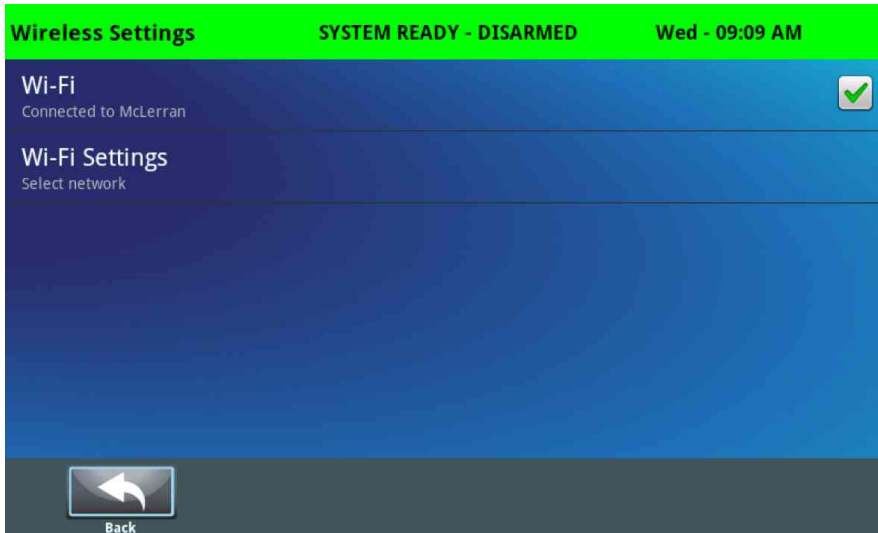 Wireless Settings SYSTEM READY - DISARMED Wed - 09:09 AM
Wi-Fi
Connected to McLerran
Wi-Fi Settings
Select network
Back